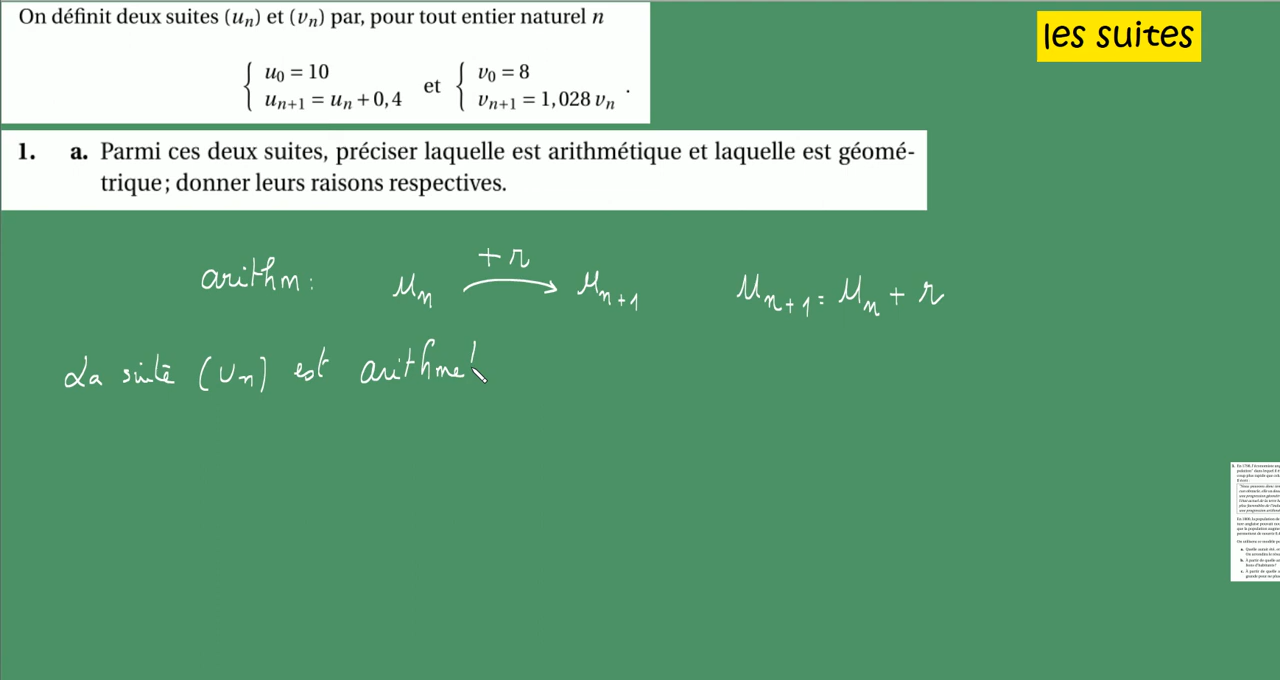 On définit deux suites (uₙ) et (vₙ) par, pour tout entier naturel n
les suites
{ u₀ = 10 et { v₀ = 8
uₙ₊₁ = uₙ + 0,4 vₙ₊₁ = 1,028 vₙ .
1. a. Parmi ces deux suites, préciser laquelle est arithmétique et laquelle est géomé-
trique ; donner leurs raisons respectives.
+ r
arithm : uₙ uₙ₊₁ uₙ₊₁ = uₙ + r
La suite (uₙ) est arithmé